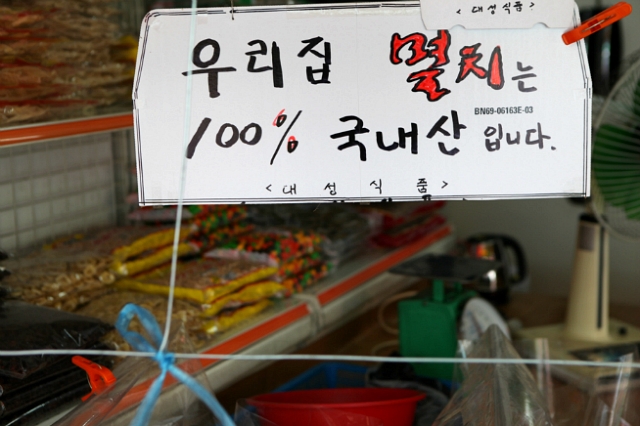 < 대성식품 >
우리집 멸치는
BN69-06163E-03
100% 국내산 입니다.
< 대성식품 >